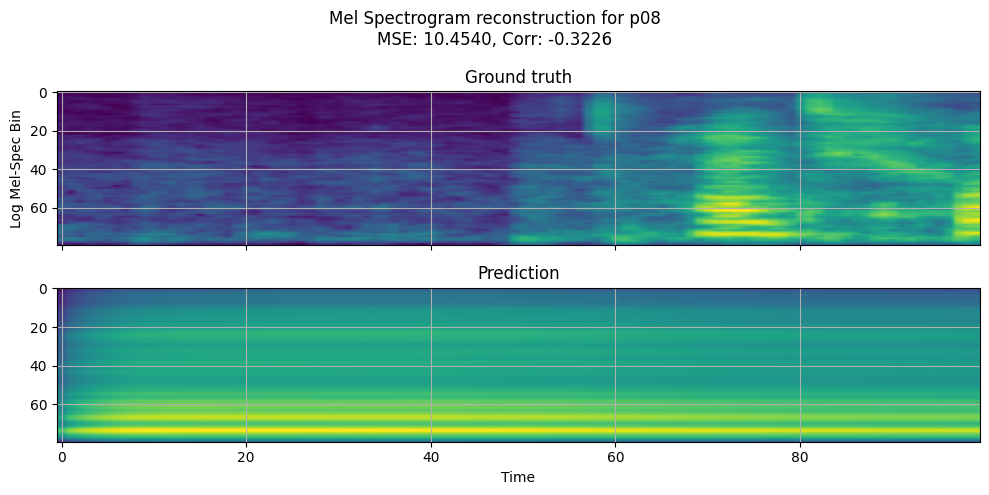 Mel Spectrogram reconstruction for p08
MSE: 10.4540, Corr: -0.3226
Ground truth
Log Mel-Spec Bin
0
20
40
60
Prediction
0
20
40
60
0 20 40 60 80
Time